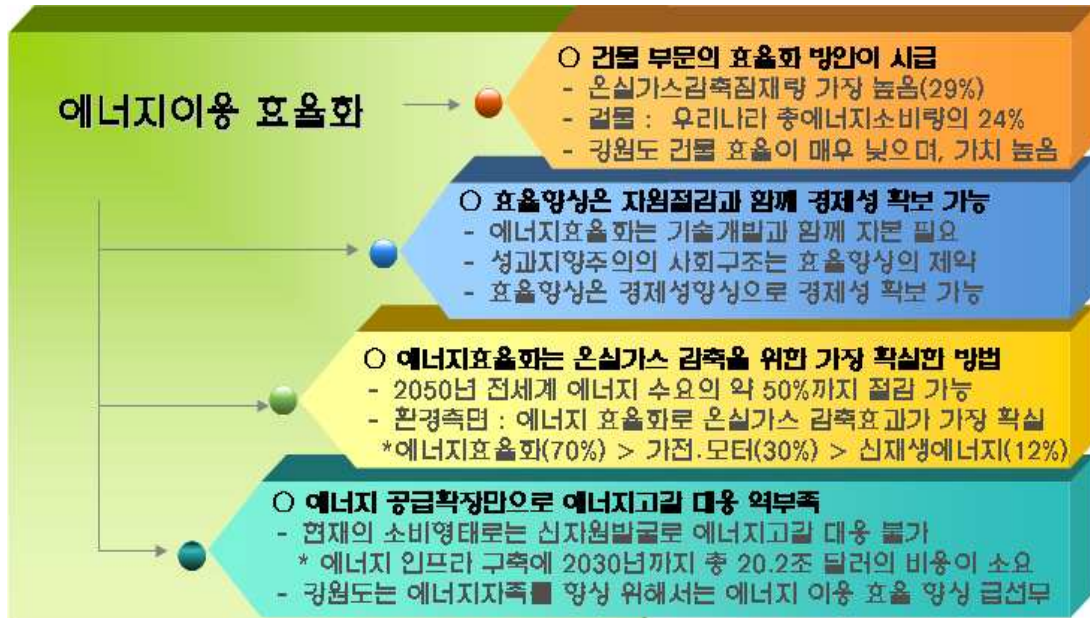 에너지이용 효율화
○ 건물 부문의 효율화 방안이 시급
- 온실가스감축잠재량 가장 높음(29%)
- 건물 : 우리나라 총에너지소비량의 24%
- 강원도 건물 효율이 매우 낮으며, 가치 높음
○ 효율향상은 자원절감과 함께 경제성 확보 가능
- 에너지효율화는 기술개발과 함께 자본 필요
- 성과지향주의의 사회구조는 효율향상의 제약
- 효율향상은 경제성향상으로 경제성 확보 가능
○ 에너지효율화는 온실가스 감축을 위한 가장 확실한 방법
- 2050년 전세계 에너지 수요의 약 50%까지 절감 가능
- 환경측면 : 에너지 효율화로 온실가스 감축효과가 가장 확실
*에너지효율화(70%) > 가전.모터(30%) > 신재생에너지(12%)
○ 에너지 공급확장만으로 에너지고갈 대응 역부족
- 현재의 소비형태로는 신자원발굴로 에너지고갈 대응 불가
* 에너지 인프라 구축에 2030년까지 총 20.2조 달러의 비용이 소요
- 강원도는 에너지자족률 향상 위해서는 에너지 이용 효율 향상 급선무